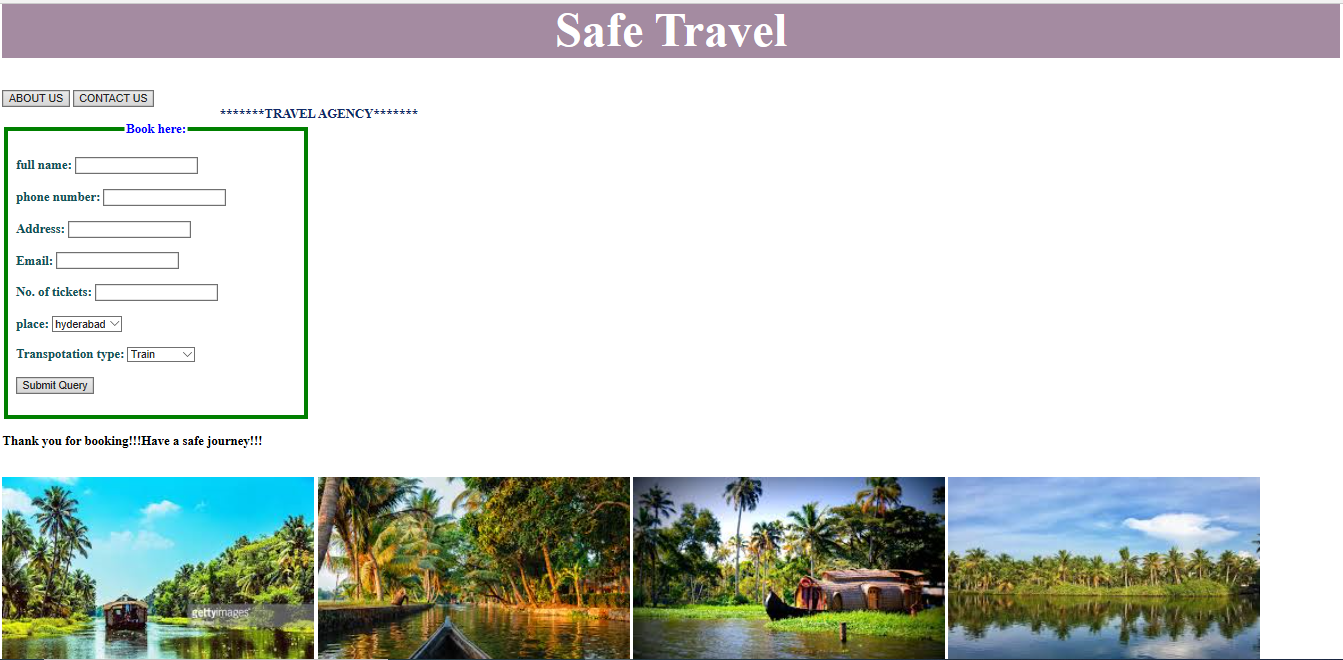 Safe Travel
ABOUT US CONTACT US
*******TRAVEL AGENCY*******
Book here:
full name:
phone number:
Address:
Email:
No. of tickets:
place: hyderabad
Transpotation type: Train
Submit Query
Thank you for booking!!!Have a safe journey!!!
gettyimages